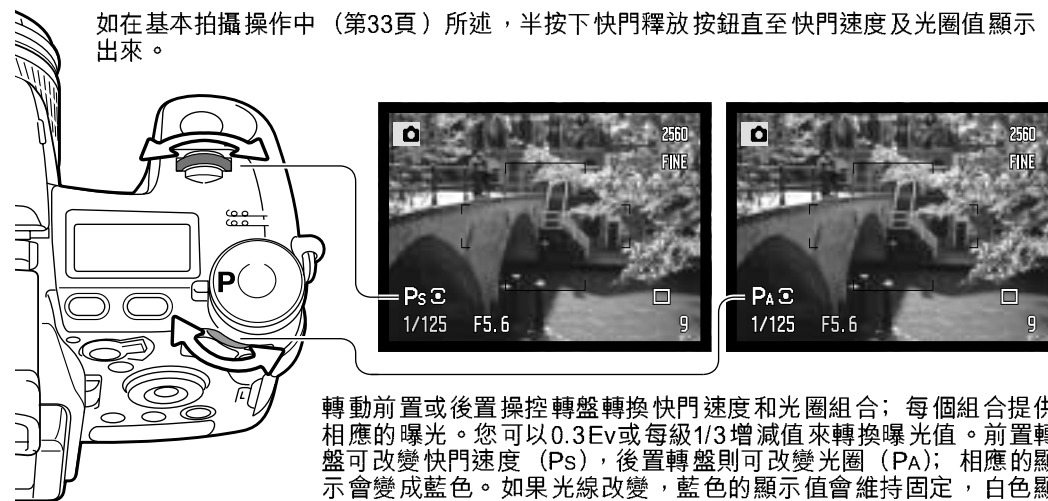 如在基本拍攝操作中（第33頁）所述，半按下快門釋放按鈕直至快門速度及光圈值顯示
出來。
P
2560
FINE
Ps
1/125 F5.6 9
2560
FINE
PA
1/125 F5.6 9
轉動前置或後置操控轉盤轉換快門速度和光圈組合；每個組合提供
相應的曝光。您可以0.3Ev或每級1/3增減值來轉換曝光值。前置轉
盤可改變快門速度（Ps），後置轉盤則可改變光圈（PA）；相應的顯
示會變成藍色。如果光線改變，藍色的顯示值會維持固定，白色顯